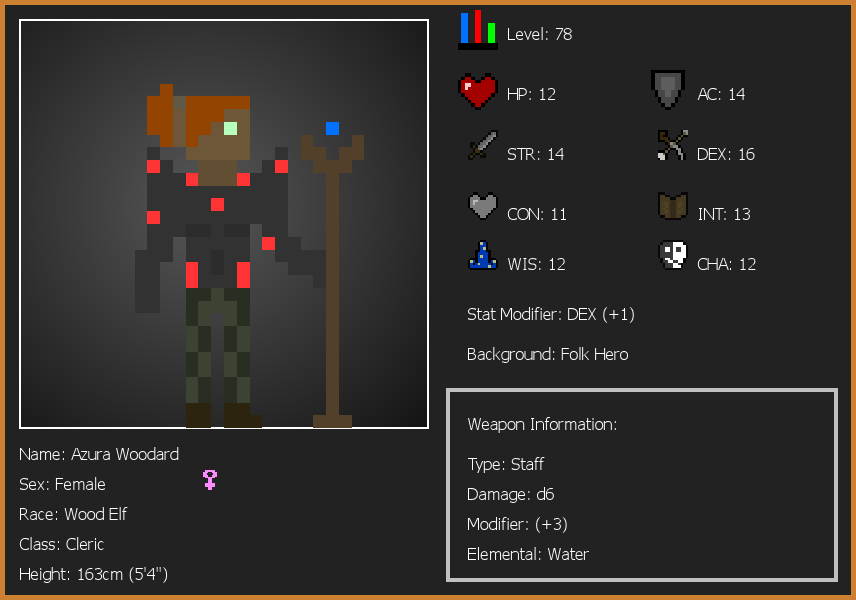 Level: 78
HP: 12
AC: 14
STR: 14
DEX: 16
CON: 11
INT: 13
WIS: 12
CHA: 12
Stat Modifier: DEX (+1)
Background: Folk Hero
Weapon Information:
Type: Staff
Damage: d6
Modifier: (+3)
Elemental: Water
Name: Azura Woodard
Sex: Female
Race: Wood Elf
Class: Cleric
Height: 163cm (5'4")